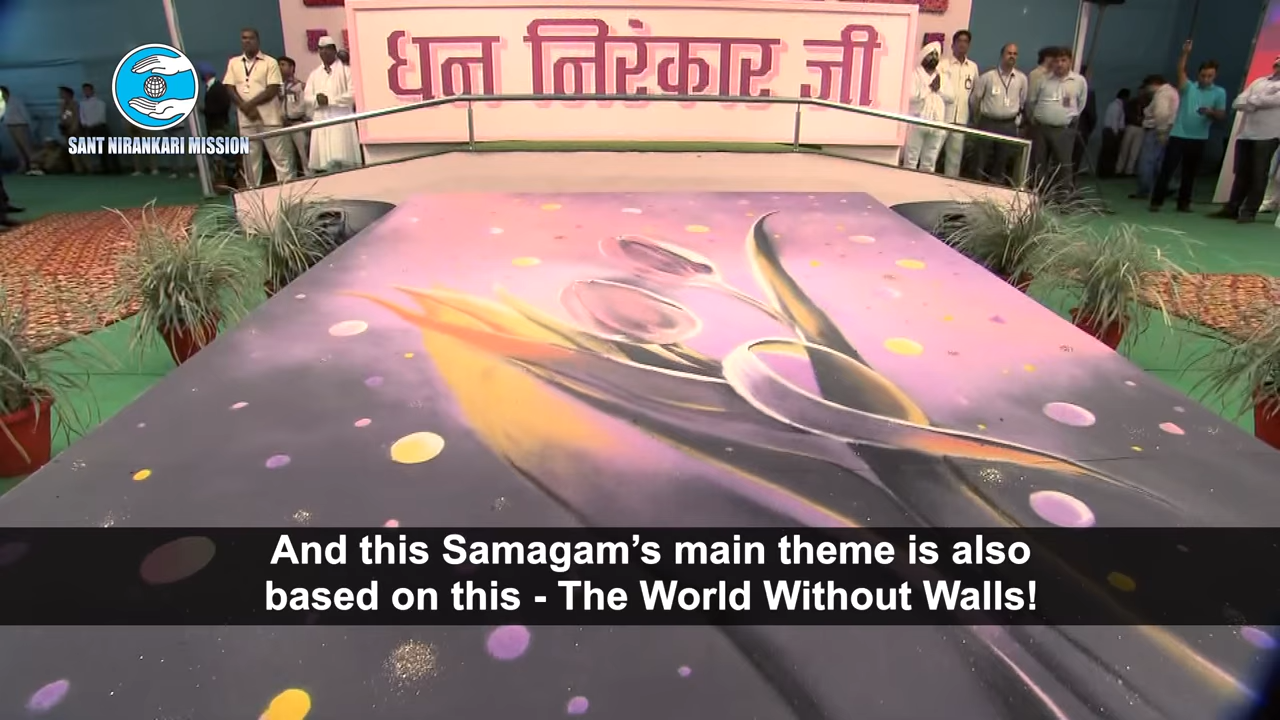 धन निरंकार जी
SANT NIRANKARI MISSION
And this Samagam’s main theme is also
based on this - The World Without Walls!